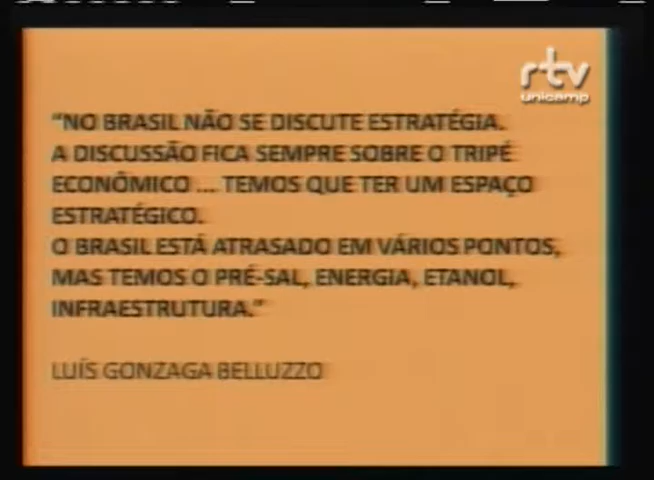 rtv
unicamp
"NO BRASIL NÃO SE DISCUTE ESTRATÉGIA.
A DISCUSSÃO FICA SEMPRE SOBRE O TRIPÉ
ECONÔMICO ... TEMOS QUE TER UM ESPAÇO
ESTRATÉGICO.
O BRASIL ESTÁ ATRASADO EM VÁRIOS PONTOS,
MAS TEMOS O PRÉ-SAL, ENERGIA, ETANOL,
INFRAESTRUTURA."
LUÍS GONZAGA BELLUZZO